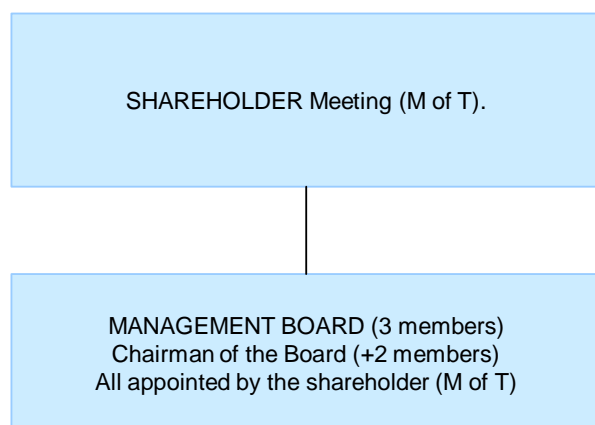 SHAREHOLDER Meeting (M of T).
MANAGEMENT BOARD (3 members)
Chairman of the Board (+2 members)
All appointed by the shareholder (M of T)